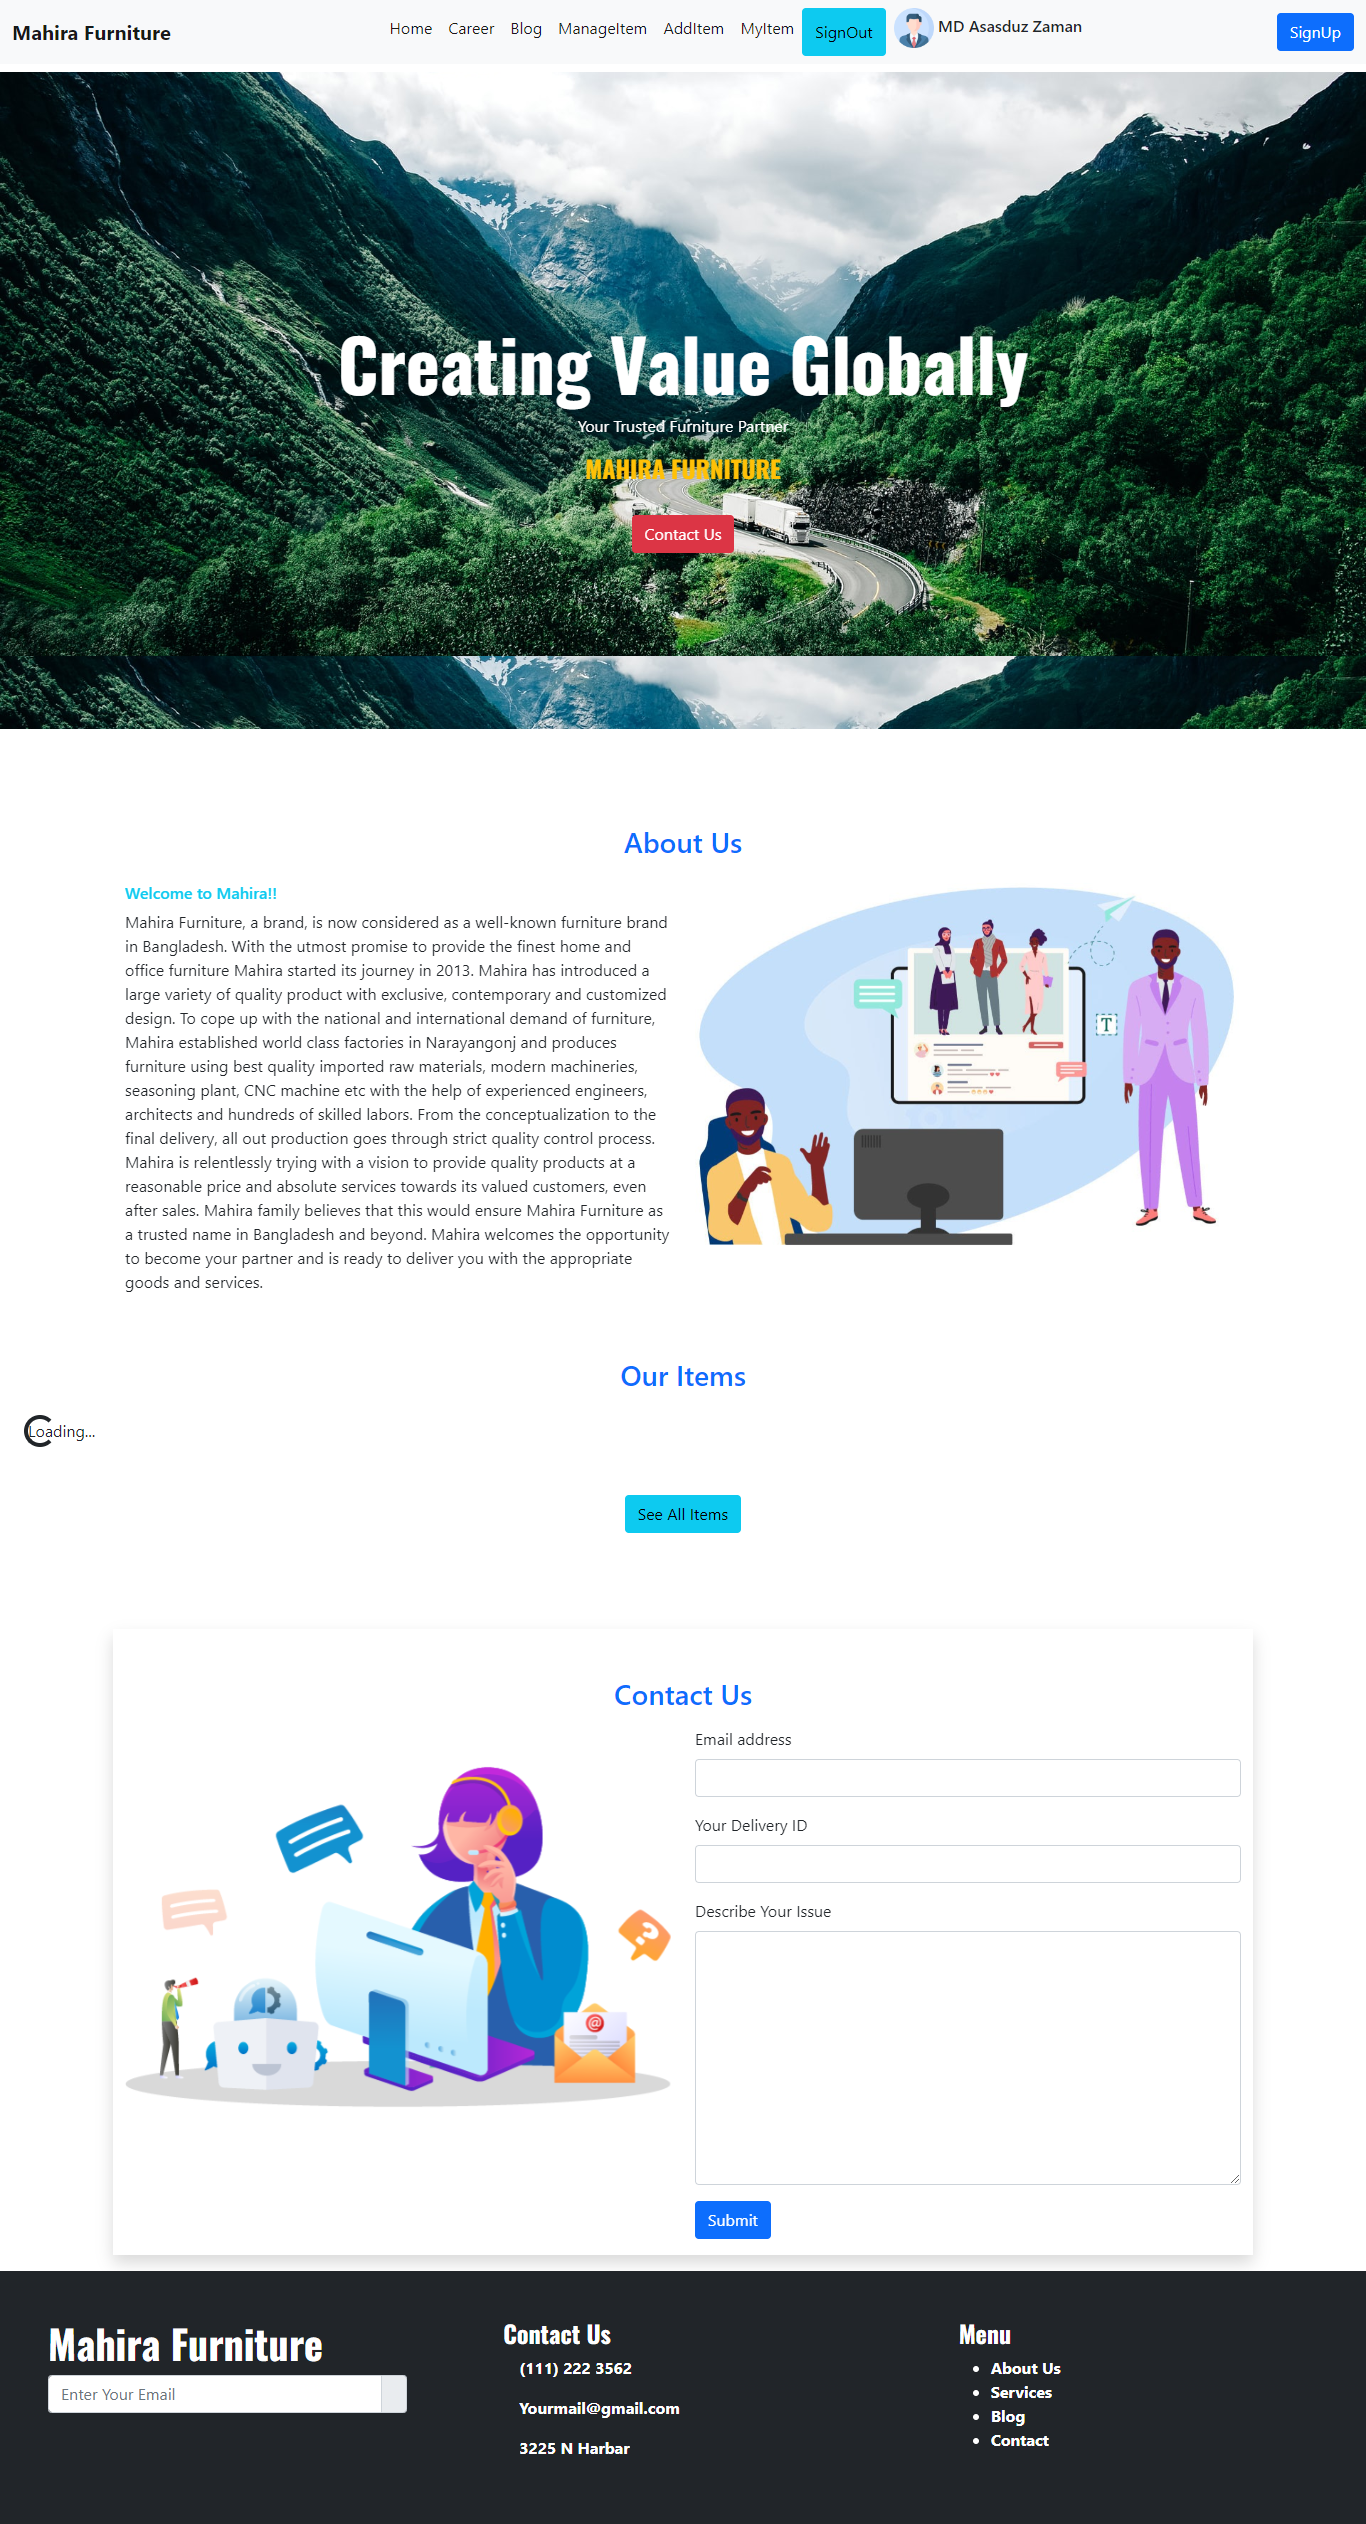 Mahira Furniture
Home Career Blog ManageItem AddItem MyItem SignOut MD Asasduz Zaman SignUp
Creating Value Globally
Your Trusted Furniture Partner
MAHIRA FURNITURE
Contact Us
About Us
Welcome to Mahira!!
Mahira Furniture, a brand, is now considered as a well-known furniture brand
in Bangladesh. With the utmost promise to provide the finest home and
office furniture Mahira started its journey in 2013. Mahira has introduced a
large variety of quality product with exclusive, contemporary and customized
design. To cope up with the national and international demand of furniture,
Mahira established world class factories in Narayangonj and produces
furniture using best quality imported raw materials, modern machineries,
seasoning plant, CNC machine etc with the help of experienced engineers,
architects and hundreds of skilled labors. From the conceptualization to the
final delivery, all out production goes through strict quality control process.
Mahira is relentlessly trying with a vision to provide quality products at a
reasonable price and absolute services towards its valued customers, even
after sales. Mahira family believes that this would ensure Mahira Furniture as
a trusted name in Bangladesh and beyond. Mahira welcomes the opportunity
to become your partner and is ready to deliver you with the appropriate
goods and services.
T
Our Items
Loading...
See All Items
Contact Us
Email address
Your Delivery ID
Describe Your Issue
?
@
Submit
Mahira Furniture
Enter Your Email
Contact Us
(111) 222 3562
Yourmail@gmail.com
3225 N Harbar
Menu
About Us
Services
Blog
Contact